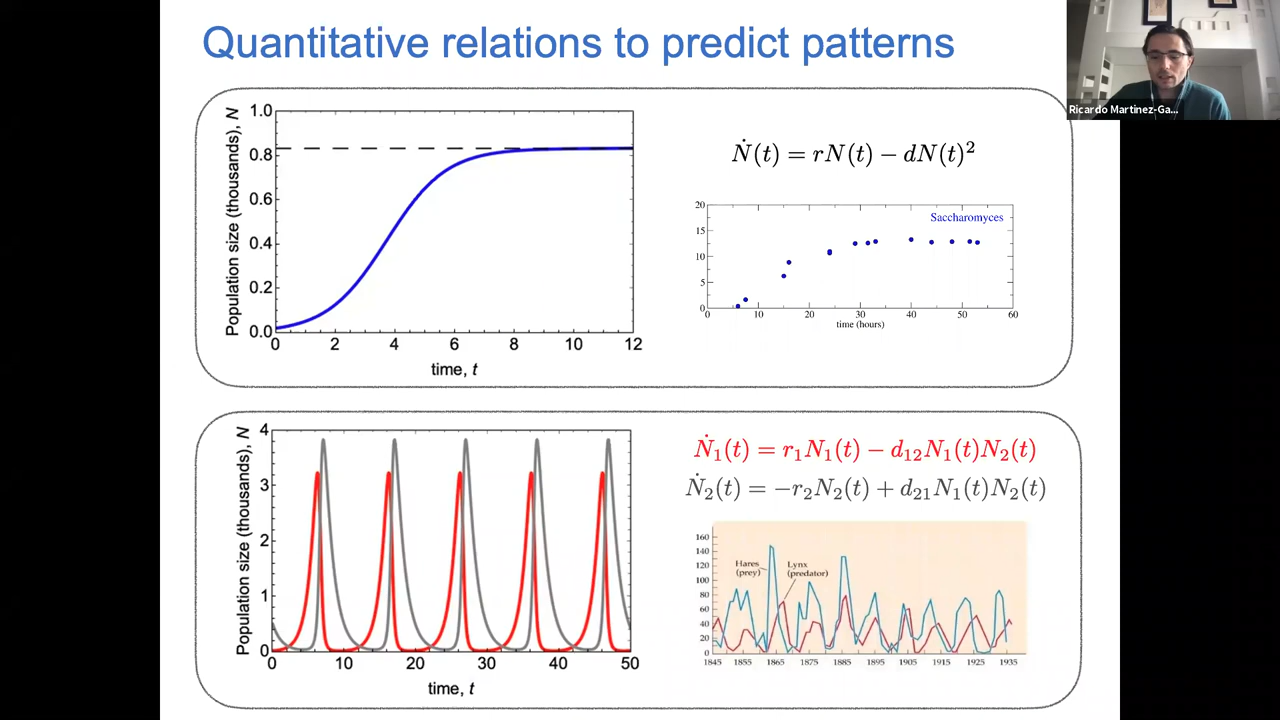 Quantitative relations to predict patterns
Ricardo Martinez-Ga...
Population size (thousands), N
1.0
0.8
0.6
0.4
0.2
0.0
0 2 4 6 8 10 12
time, t
Ṅ(t) = rN(t) − dN(t)²
Saccharomyces
20
15
10
5
0
0 10 20 30 40 50 60
time (hours)
Population size (thousands), N
4
3
2
1
0
0 10 20 30 40 50
time, t
Ṅ₁(t) = r₁N₁(t) − d₁₂N₁(t)N₂(t)
Ṅ₂(t) = −r₂N₂(t) + d₂₁N₁(t)N₂(t)
160
140
120
100
80
60
40
20
0
Hares
(prey)
Lynx
(predator)
1845 1855 1865 1875 1885 1895 1905 1915 1925 1935